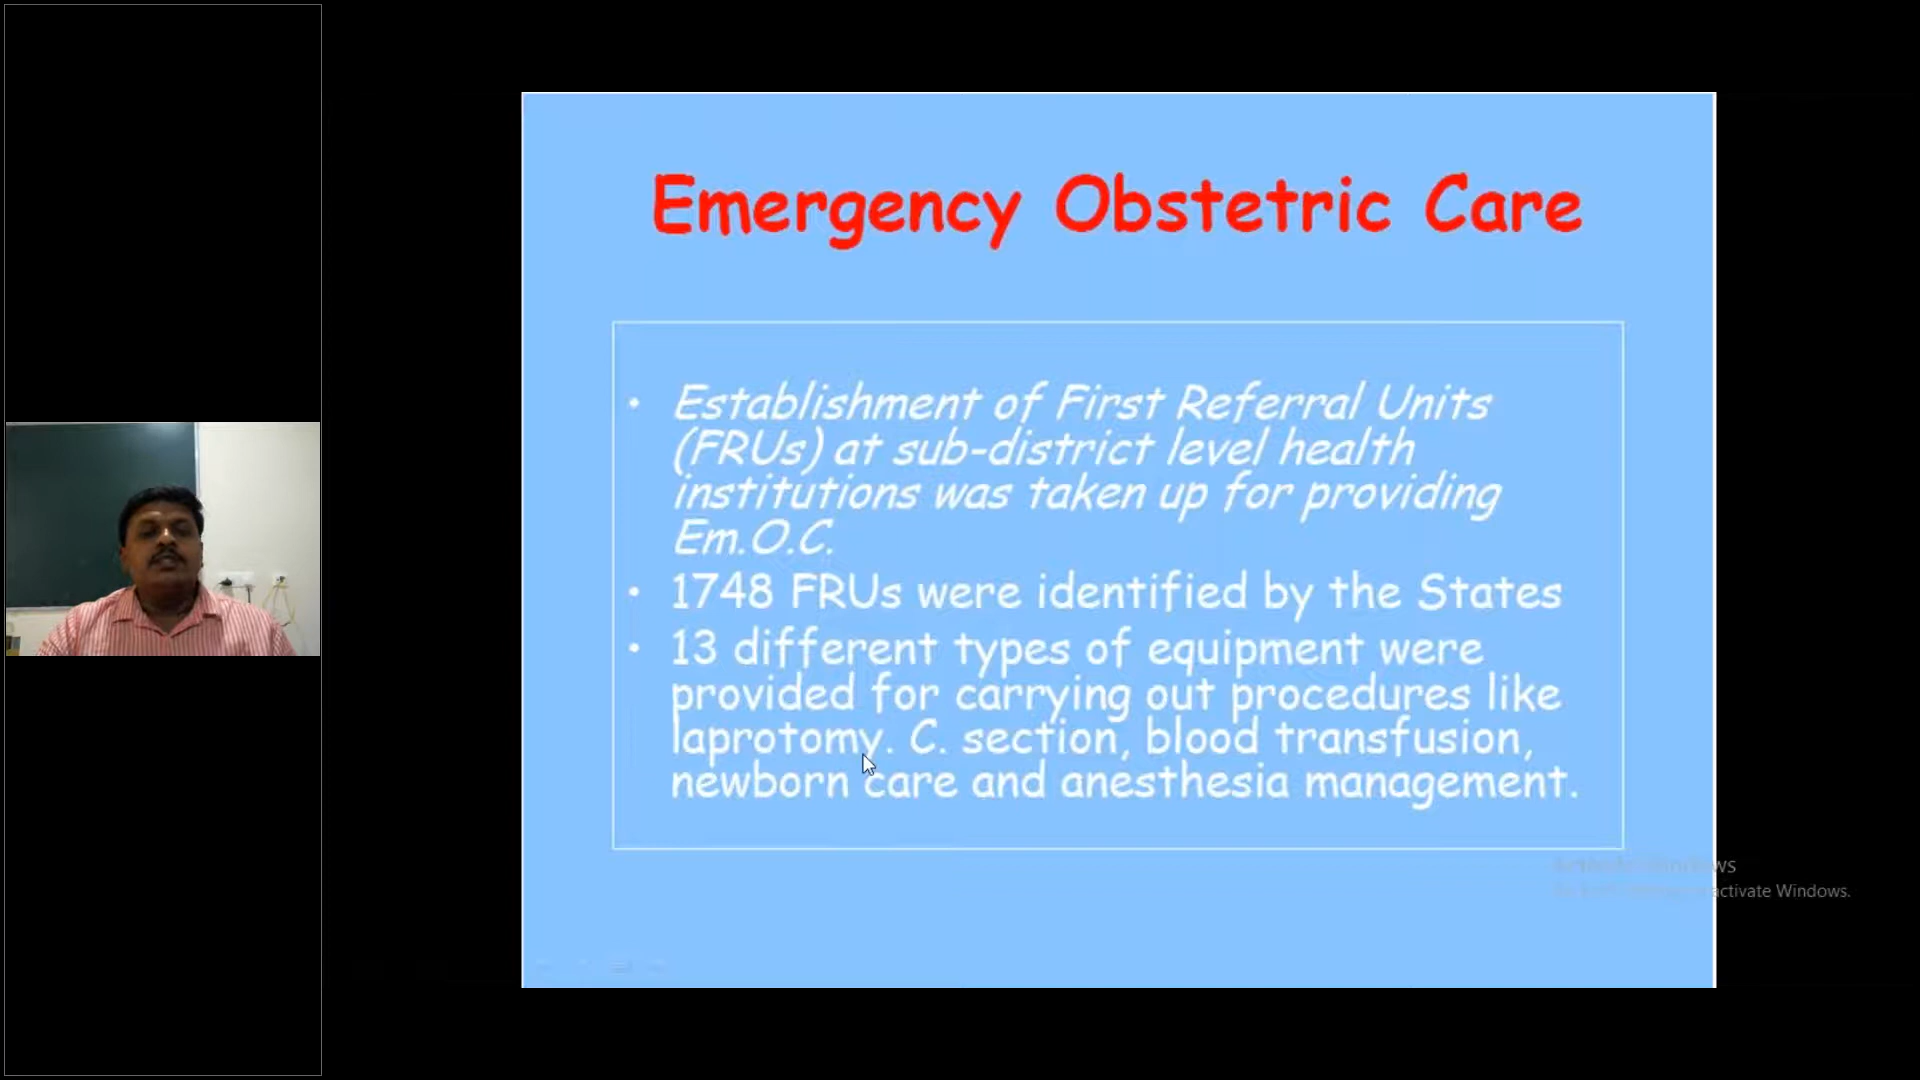 Emergency Obstetric Care
• Establishment of First Referral Units
(FRUs) at sub-district level health
institutions was taken up for providing
Em.O.C.
• 1748 FRUs were identified by the States
• 13 different types of equipment were
provided for carrying out procedures like
laprotomy. C. section, blood transfusion,
newborn care and anesthesia management.
activate Windows.